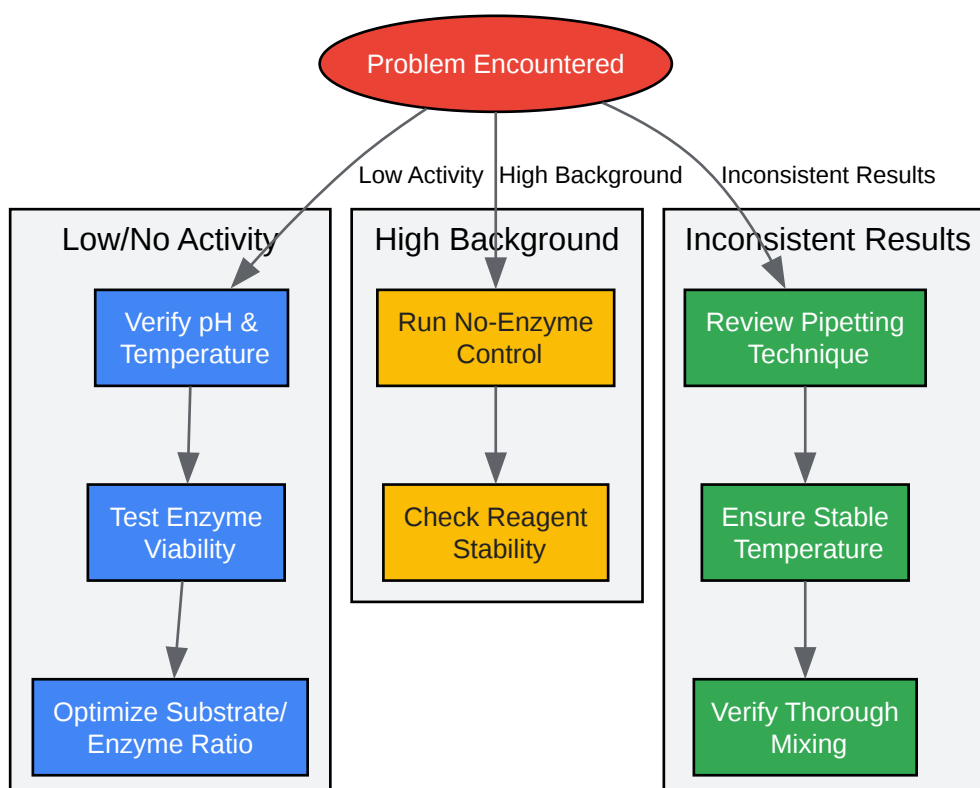 Problem Encountered
Low Activity
High Background
Inconsistent Results
Low/No Activity
Verify pH &
Temperature
Test Enzyme
Viability
Optimize Substrate/
Enzyme Ratio
High Background
Run No-Enzyme
Control
Check Reagent
Stability
Inconsistent Results
Review Pipetting
Technique
Ensure Stable
Temperature
Verify Thorough
Mixing